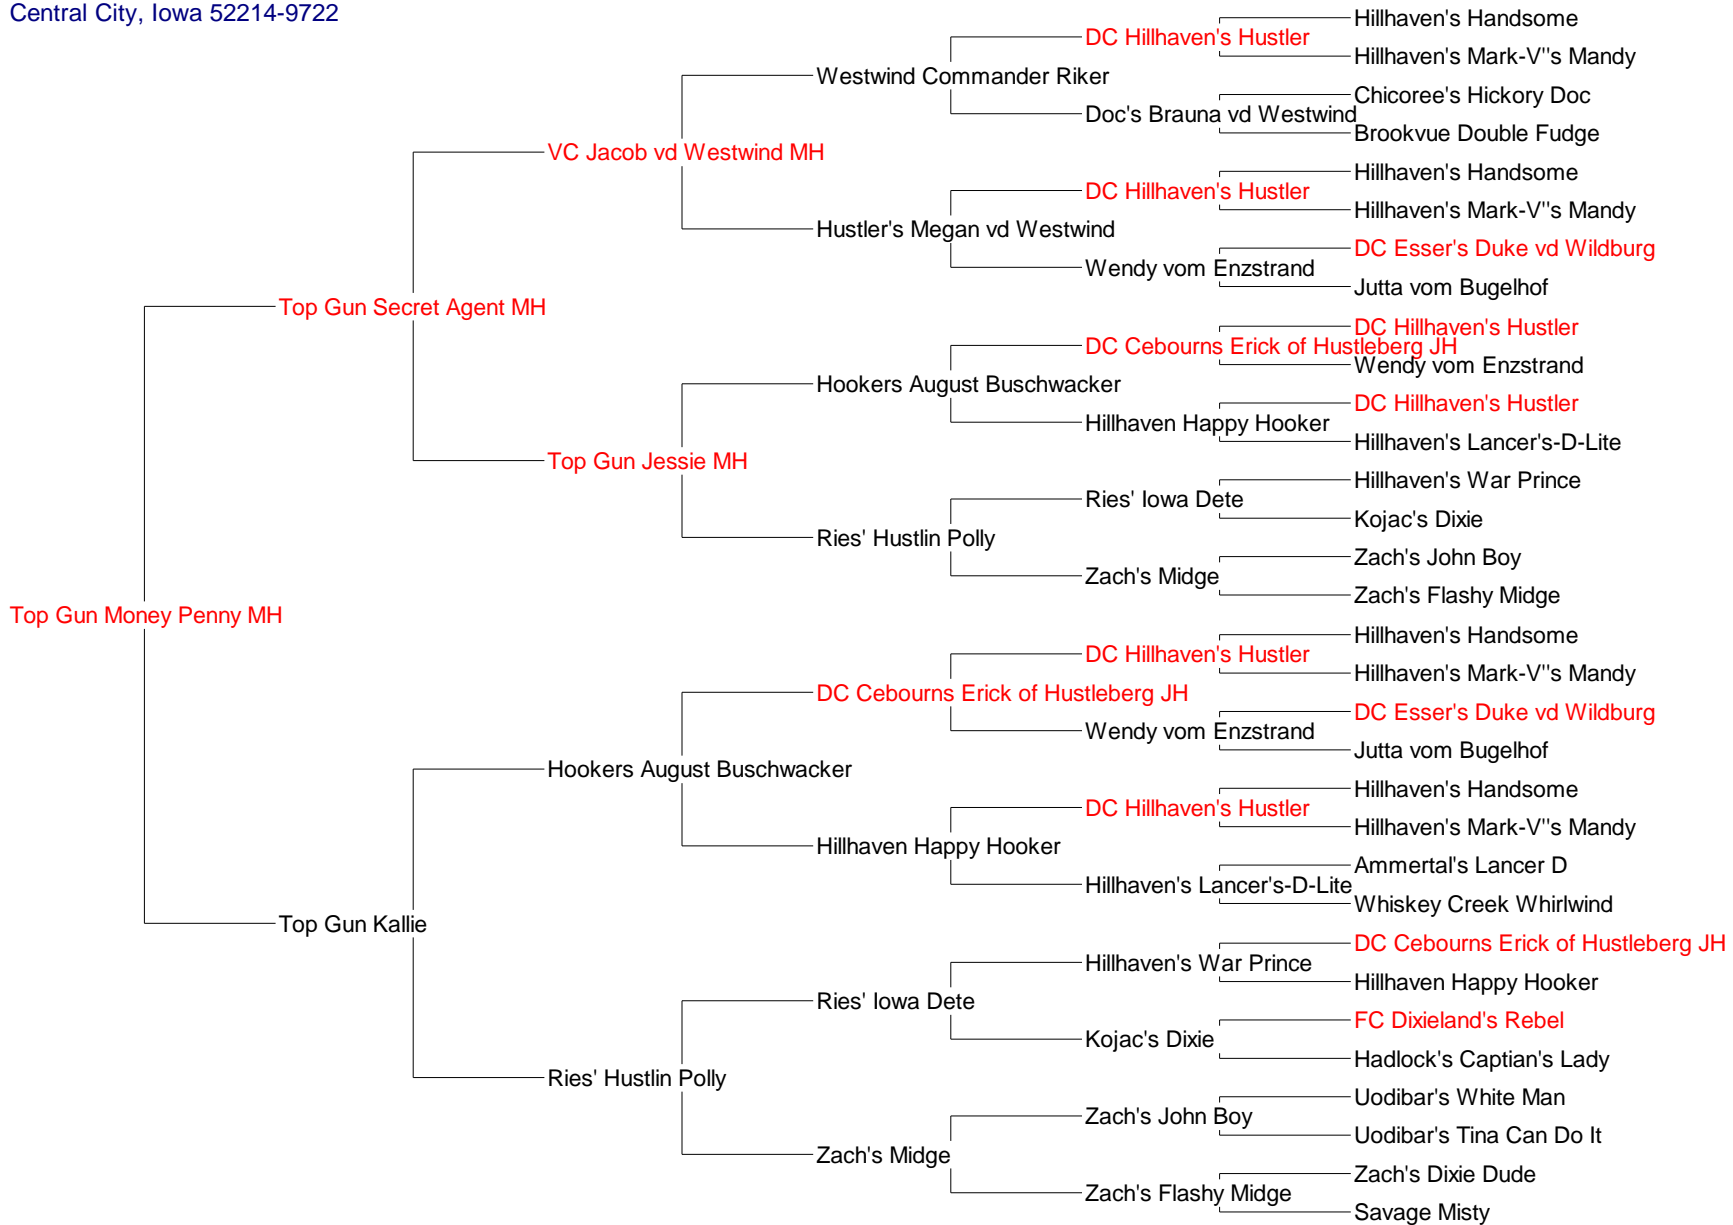 Central City, Iowa 52214-9722
Hillhaven's Handsome
DC Hillhaven's Hustler
Hillhaven's Mark-V"s Mandy
Westwind Commander Riker
Chicoree's Hickory Doc
Doc's Brauna vd Westwind
Brookvue Double Fudge
VC Jacob vd Westwind MH
Hillhaven's Handsome
DC Hillhaven's Hustler
Hillhaven's Mark-V"s Mandy
Hustler's Megan vd Westwind
DC Esser's Duke vd Wildburg
Wendy vom Enzstrand
Jutta vom Bugelhof
Top Gun Secret Agent MH
DC Hillhaven's Hustler
DC Cebourns Erick of Hustleberg JH
Wendy vom Enzstrand
Hookers August Buschwacker
DC Hillhaven's Hustler
Hillhaven Happy Hooker
Hillhaven's Lancer's-D-Lite
Top Gun Jessie MH
Hillhaven's War Prince
Ries' Iowa Dete
Kojac's Dixie
Ries' Hustlin Polly
Zach's John Boy
Zach's Midge
Zach's Flashy Midge
Top Gun Money Penny MH
Hillhaven's Handsome
DC Hillhaven's Hustler
Hillhaven's Mark-V"s Mandy
DC Cebourns Erick of Hustleberg JH
DC Esser's Duke vd Wildburg
Wendy vom Enzstrand
Jutta vom Bugelhof
Hookers August Buschwacker
Hillhaven's Handsome
DC Hillhaven's Hustler
Hillhaven's Mark-V"s Mandy
Hillhaven Happy Hooker
Ammertal's Lancer D
Hillhaven's Lancer's-D-Lite
Whiskey Creek Whirlwind
Top Gun Kallie
DC Cebourns Erick of Hustleberg JH
Hillhaven's War Prince
Hillhaven Happy Hooker
Ries' Iowa Dete
FC Dixieland's Rebel
Kojac's Dixie
Hadlock's Captian's Lady
Ries' Hustlin Polly
Uodibar's White Man
Zach's John Boy
Uodibar's Tina Can Do It
Zach's Midge
Zach's Dixie Dude
Zach's Flashy Midge
Savage Misty